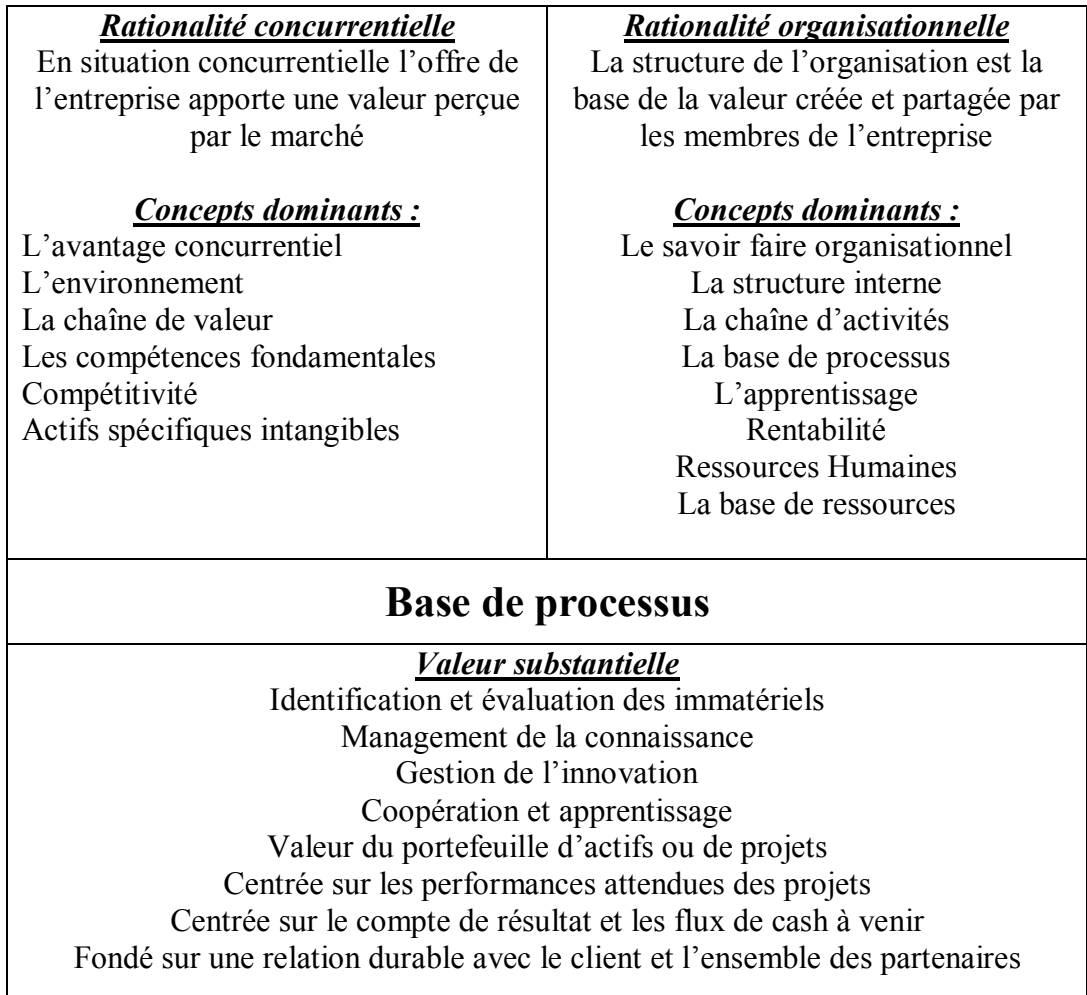 Rationalité concurrentielle
En situation concurrentielle l’offre de
l’entreprise apporte une valeur perçue
par le marché
Concepts dominants :
L’avantage concurrentiel
L’environnement
La chaîne de valeur
Les compétences fondamentales
Compétitivité
Actifs spécifiques intangibles
Rationalité organisationnelle
La structure de l’organisation est la
base de la valeur créée et partagée par
les membres de l’entreprise
Concepts dominants :
Le savoir faire organisationnel
La structure interne
La chaîne d’activités
La base de processus
L’apprentissage
Rentabilité
Ressources Humaines
La base de ressources
Base de processus
Valeur substantielle
Identification et évaluation des immatériels
Management de la connaissance
Gestion de l’innovation
Coopération et apprentissage
Valeur du portefeuille d’actifs ou de projets
Centrée sur les performances attendues des projets
Centrée sur le compte de résultat et les flux de cash à venir
Fondé sur une relation durable avec le client et l’ensemble des partenaires